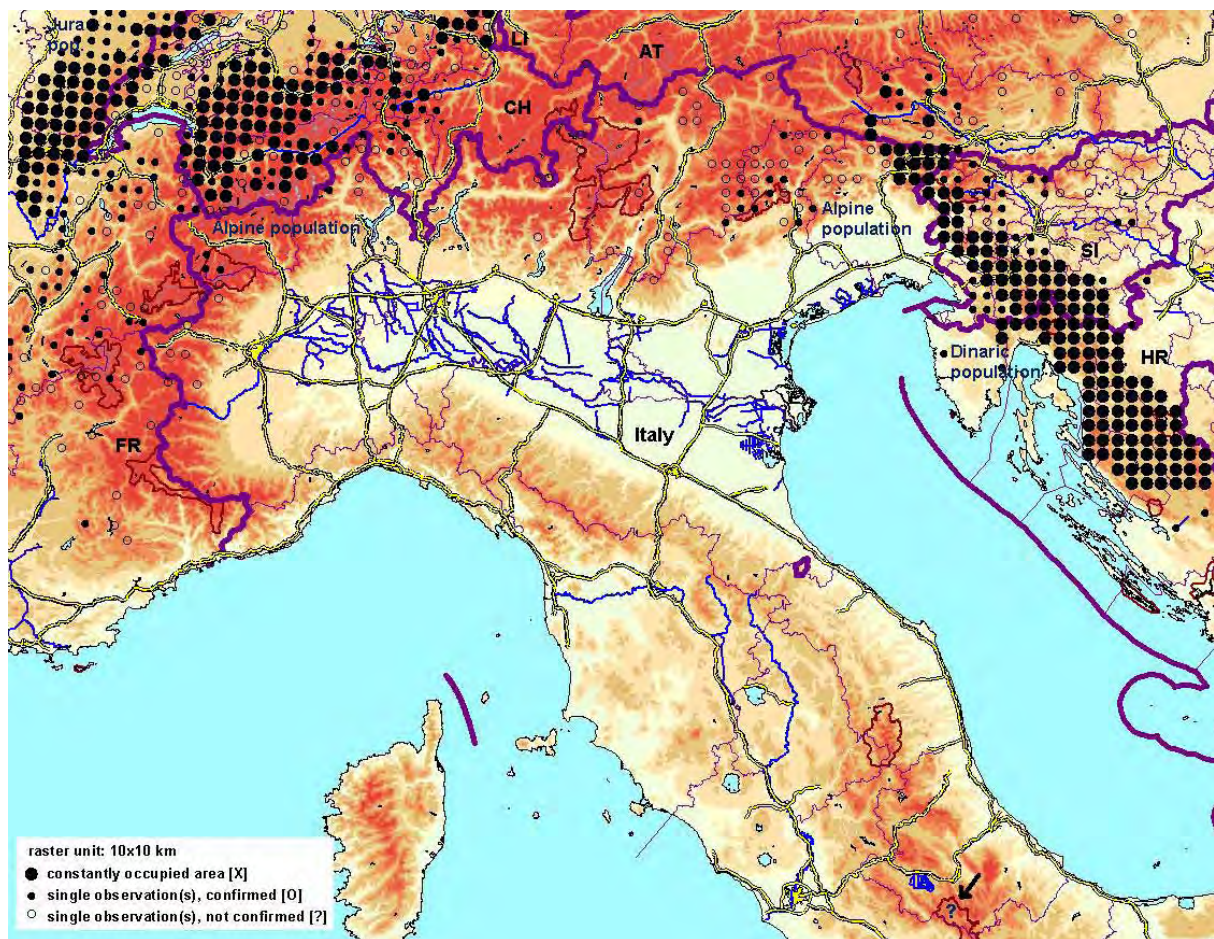 Jura
pop.
LI
AT
CH
Alpine population
Alpine
population
SI
Dinaric
population
HR
FR
Italy
?
raster unit: 10x10 km
constantly occupied area [X]
single observation(s), confirmed [O]
single observation(s), not confirmed [?]